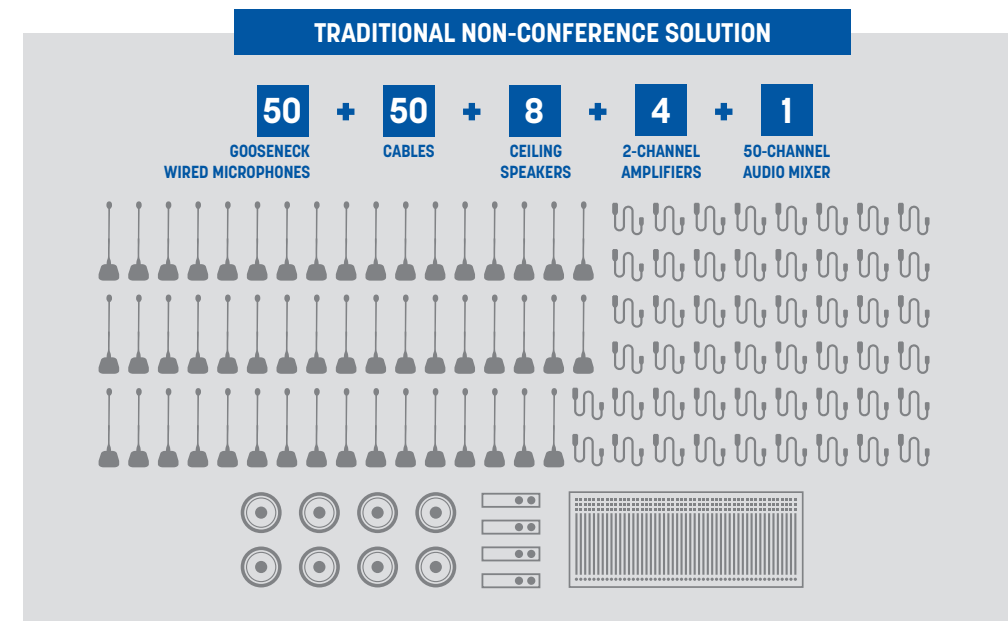 TRADITIONAL NON-CONFERENCE SOLUTION
50 + 50 + 8 + 4 + 1
GOOSENECK
WIRED MICROPHONES
CABLES
CEILING
SPEAKERS
2-CHANNEL
AMPLIFIERS
50-CHANNEL
AUDIO MIXER